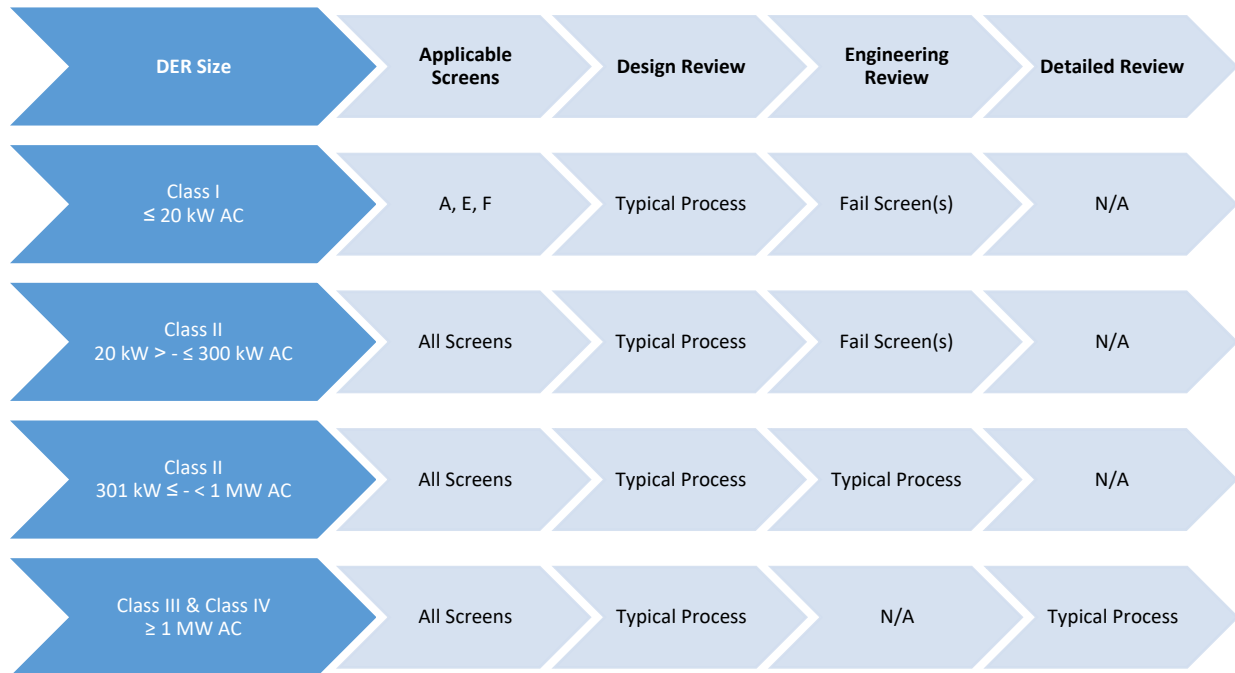 DER Size
Applicable
Screens
Design Review
Engineering
Review
Detailed Review
Class I
≤ 20 kW AC
A, E, F
Typical Process
Fail Screen(s)
N/A
Class II
20 kW > - ≤ 300 kW AC
All Screens
Typical Process
Fail Screen(s)
N/A
Class II
301 kW ≤ - < 1 MW AC
All Screens
Typical Process
Typical Process
N/A
Class III & Class IV
≥ 1 MW AC
All Screens
Typical Process
N/A
Typical Process